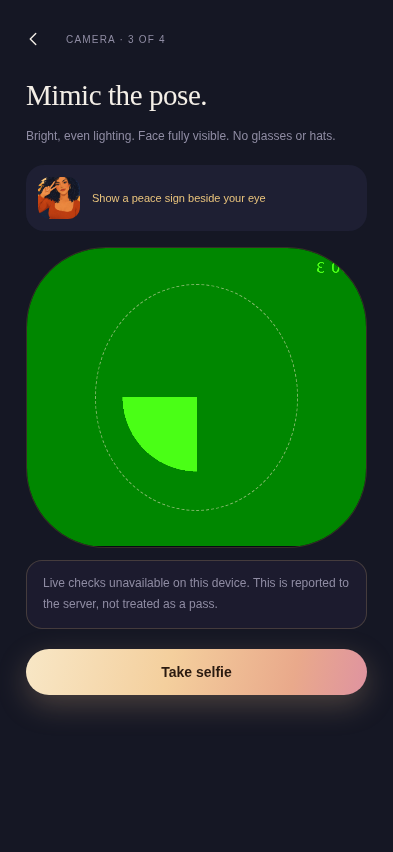 CAMERA · 3 OF 4
Mimic the pose.
Bright, even lighting. Face fully visible. No glasses or hats.
Show a peace sign beside your eye
Live checks unavailable on this device. This is reported to
the server, not treated as a pass.
Take selfie